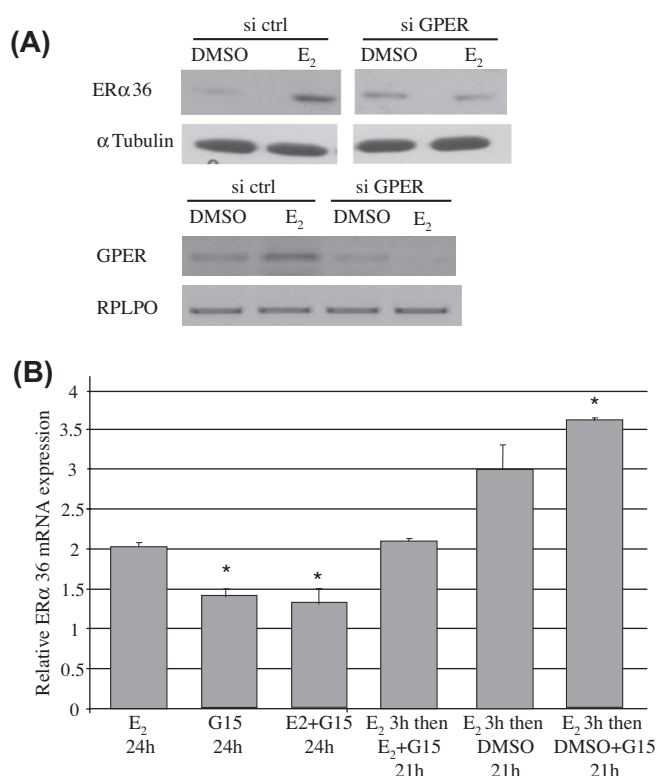 (A)
si ctrl si GPER
DMSO E2 DMSO E2
ERα36
αTubulin
si ctrl si GPER
DMSO E2 DMSO E2
GPER
RPLPO
(B)
Relative ERα 36 mRNA expression
4
3.5
3
2.5
2
1.5
1
0.5
0
* * *
E2 24h
G15 24h
E2+G15 24h
E2 3h then E2+G15 21h
E2 3h then DMSO 21h
E2 3h then DMSO+G15 21h